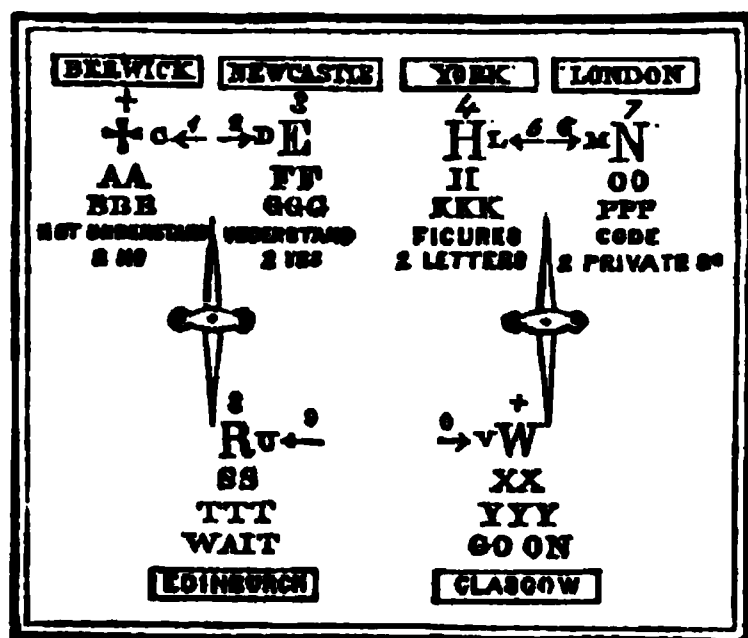 BERWICK NEWCASTLE YORK LONDON
+ 3 4 7
C 1 2 D E H L 5 6 M N
AA FF II OO
BBB GGG KKK PPP
NOT UNDERSTAND UNDERSTAND FIGURES CODE
2 NO 2 YES 2 LETTERS 2 PRIVATE
8 9 0 +
R U V W
SS XX
TTT YYY
WAIT GO ON
EDINBURGH GLASGOW